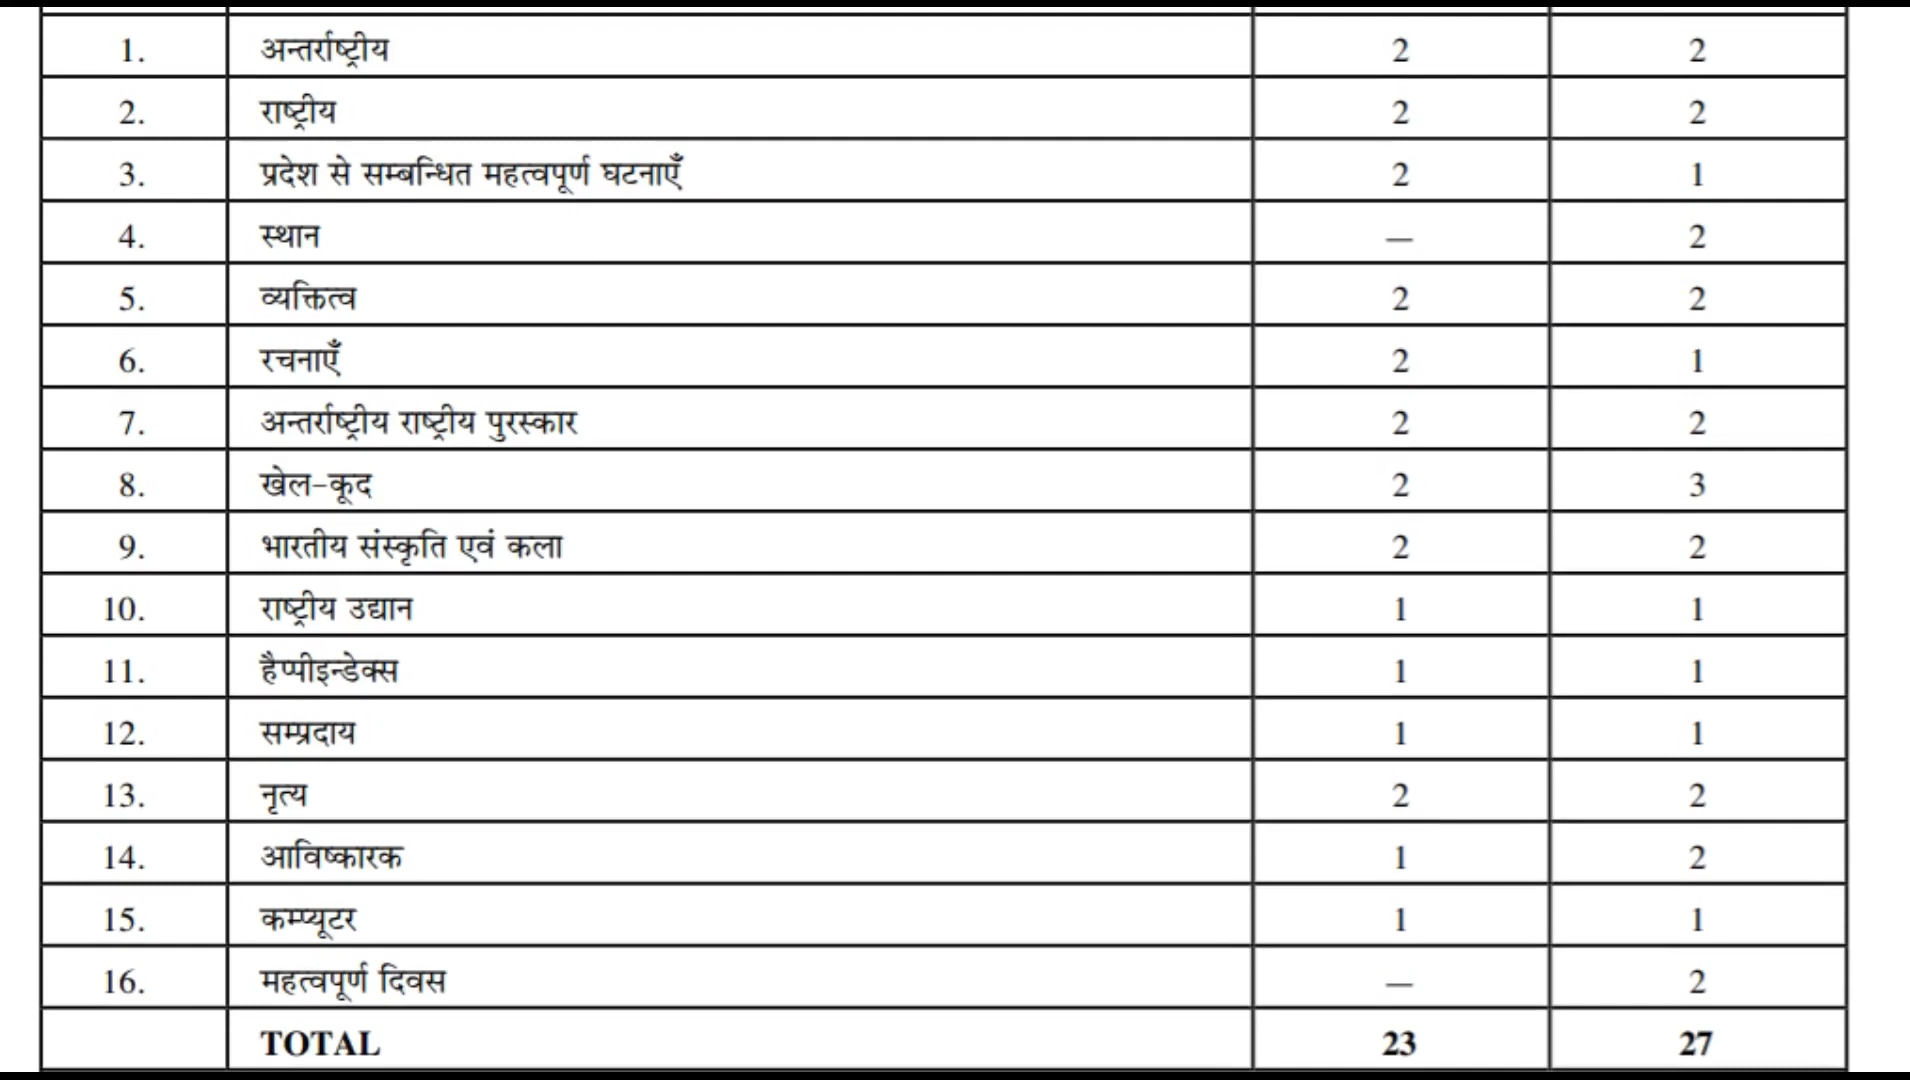 1. अन्तर्राष्ट्रीय 2 2
2. राष्ट्रीय 2 2
3. प्रदेश से सम्बन्धित महत्वपूर्ण घटनाएँ 2 1
4. स्थान — 2
5. व्यक्तित्व 2 2
6. रचनाएँ 2 1
7. अन्तर्राष्ट्रीय राष्ट्रीय पुरस्कार 2 2
8. खेल-कूद 2 3
9. भारतीय संस्कृति एवं कला 2 2
10. राष्ट्रीय उद्यान 1 1
11. हैप्पीइन्डेक्स 1 1
12. सम्प्रदाय 1 1
13. नृत्य 2 2
14. आविष्कारक 1 2
15. कम्प्यूटर 1 1
16. महत्वपूर्ण दिवस — 2
TOTAL 23 27